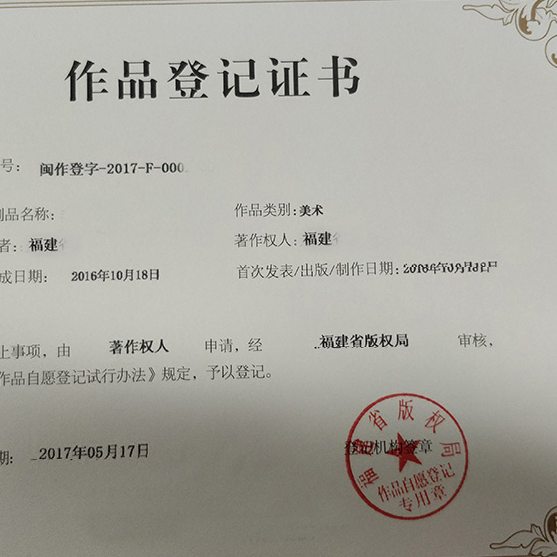 作品登记证书
号： 闽作登字-2017-F-000
制品名称： 作品类别：美术
者：福建 著作权人：福建
成日期： 2016年10月18日 首次发表/出版/制作日期：
上事项，由 著作权人 申请，经 福建省版权局 审核，
作品自愿登记试行办法》规定，予以登记。
登记机构签章
期： 2017年05月17日
福建省版权局
作品自愿登记
专用章